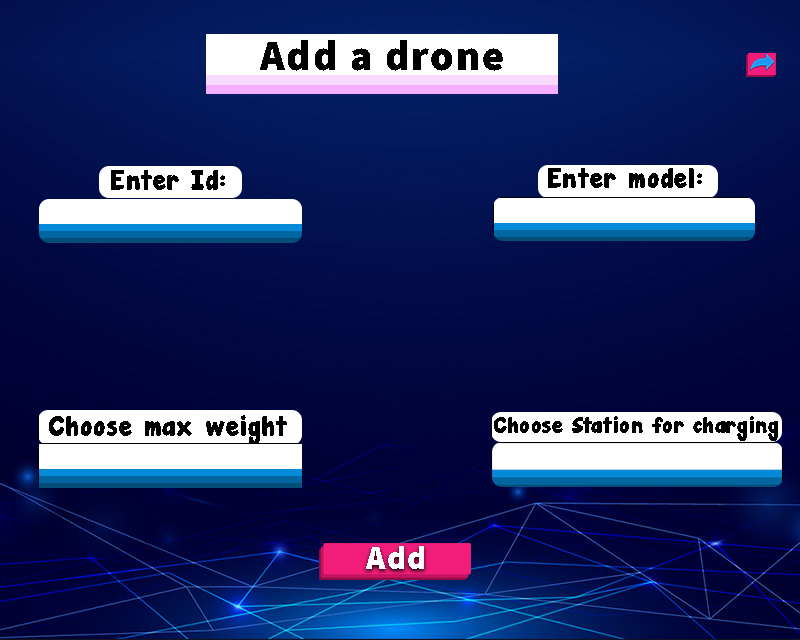 Add a drone
Enter Id:
Enter model:
Choose max weight
Choose Station for charging
Add